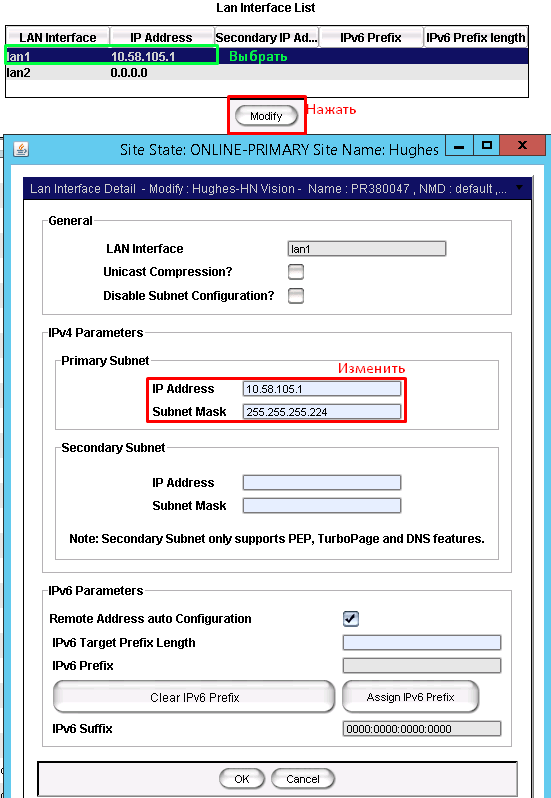 Lan Interface List
LAN Interface IP Address Secondary IP Ad... IPv6 Prefix IPv6 Prefix length
lan1 10.58.105.1 Выбрать
lan2 0.0.0.0
Modify Нажать
Site State: ONLINE-PRIMARY Site Name: Hughes
Lan Interface Detail - Modify : Hughes-HN Vision - Name : PR380047 , NMD : default ,...
General
LAN Interface lan1
Unicast Compression?
Disable Subnet Configuration?
IPv4 Parameters
Primary Subnet
Изменить
IP Address 10.58.105.1
Subnet Mask 255.255.255.224
Secondary Subnet
IP Address
Subnet Mask
Note: Secondary Subnet only supports PEP, TurboPage and DNS features.
IPv6 Parameters
Remote Address auto Configuration
IPv6 Target Prefix Length
IPv6 Prefix
Clear IPv6 Prefix Assign IPv6 Prefix
IPv6 Suffix 0000:0000:0000:0000
OK Cancel